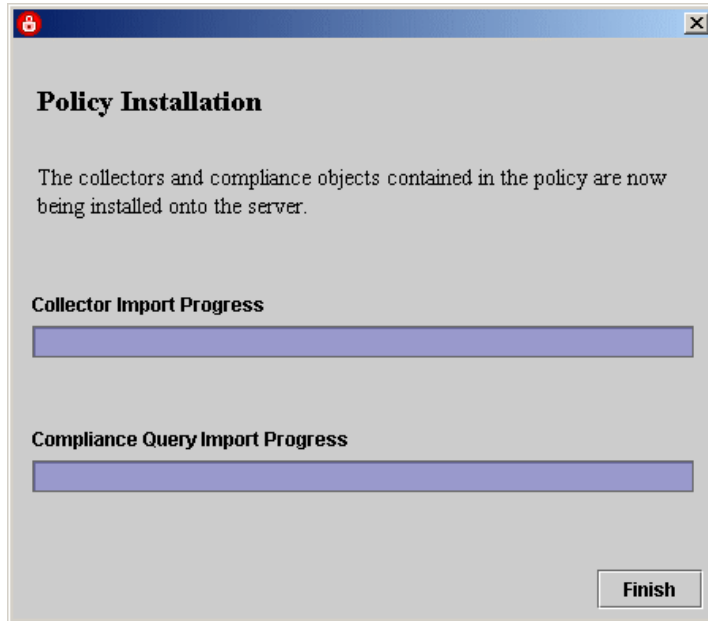 Policy Installation
The collectors and compliance objects contained in the policy are now
being installed onto the server.
Collector Import Progress
Compliance Query Import Progress
Finish